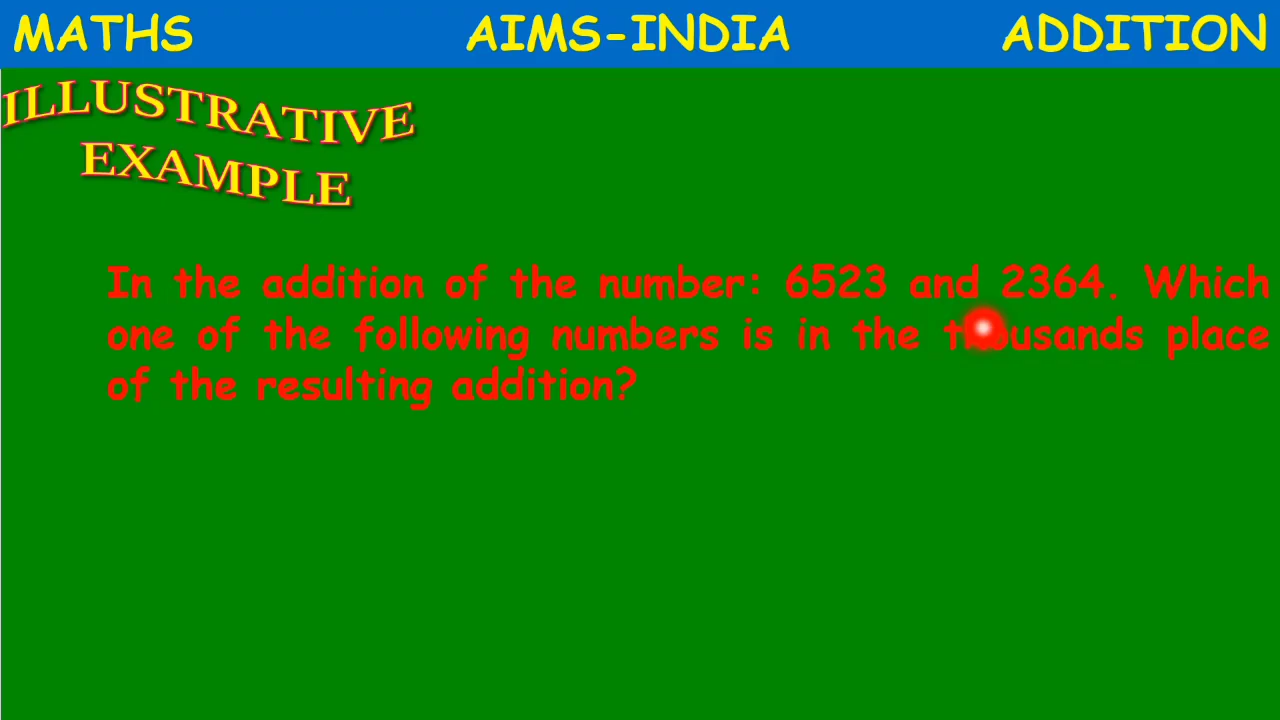 MATHS AIMS-INDIA ADDITION
ILLUSTRATIVE
EXAMPLE
In the addition of the number: 6523 and 2364. Which
one of the following numbers is in the thousands place
of the resulting addition?